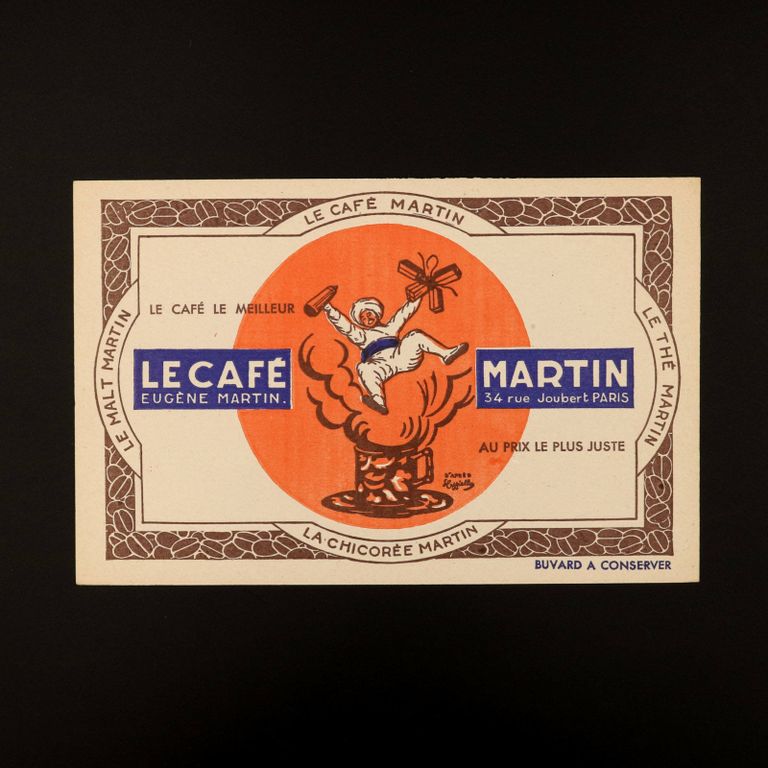 LE CAFÉ MARTIN
LE CAFÉ LE MEILLEUR
LE MALT MARTIN
LE THÉ MARTIN
LE CAFÉ
EUGÈNE MARTIN.
MARTIN
34 rue Joubert PARIS
AU PRIX LE PLUS JUSTE
D'APRÈS
LA CHICORÉE MARTIN
BUVARD A CONSERVER